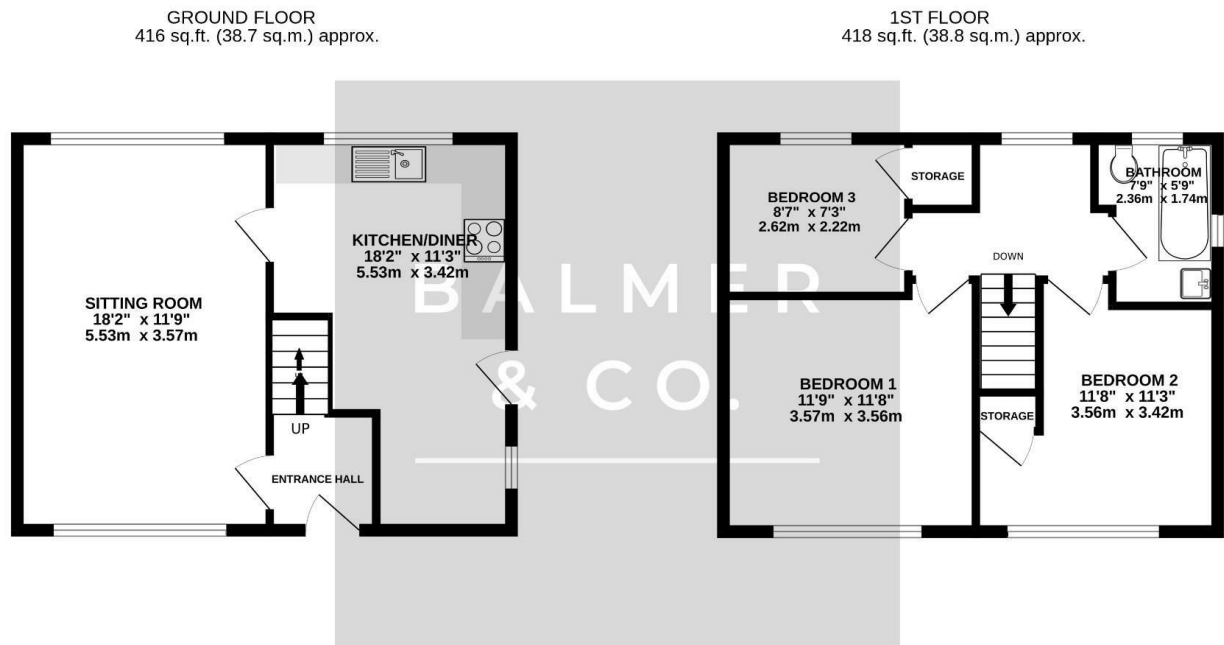 GROUND FLOOR
416 sq.ft. (38.7 sq.m.) approx.
1ST FLOOR
418 sq.ft. (38.8 sq.m.) approx.
SITTING ROOM
18'2" x 11'9"
5.53m x 3.57m
KITCHEN/DINER
18'2" x 11'3"
5.53m x 3.42m
UP
ENTRANCE HALL
BALMER
& CO.
BEDROOM 3
8'7" x 7'3"
2.62m x 2.22m
STORAGE
BATHROOM
7'9" x 5'9"
2.36m x 1.74m
DOWN
BEDROOM 1
11'9" x 11'8"
3.57m x 3.56m
STORAGE
BEDROOM 2
11'8" x 11'3"
3.56m x 3.42m